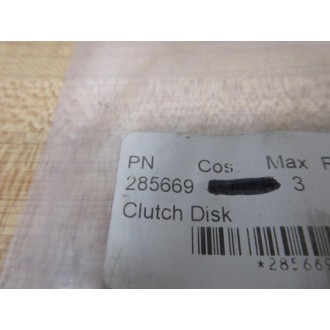 PN Cos: Max
285669 3
Clutch Disk
*285669